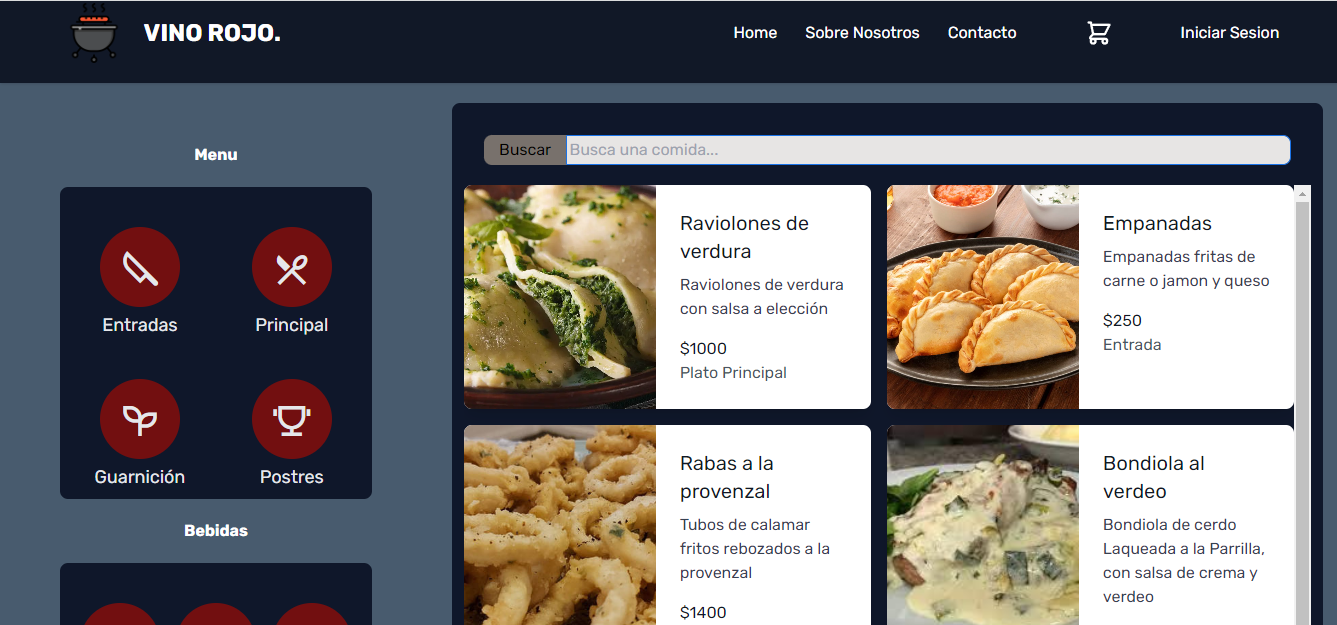 VINO ROJO.
Home
Sobre Nosotros
Contacto
Iniciar Sesion
Menu
Entradas
Principal
Guarnición
Postres
Bebidas
Buscar
Busca una comida...
Raviolones de
verdura
Raviolones de verdura
con salsa a elección
$1000
Plato Principal
Empanadas
Empanadas fritas de
carne o jamon y queso
$250
Entrada
Rabas a la
provenzal
Tubos de calamar
fritos rebozados a la
provenzal
$1400
Bondiola al
verdeo
Bondiola de cerdo
Laqueada a la Parrilla,
con salsa de crema y
verdeo